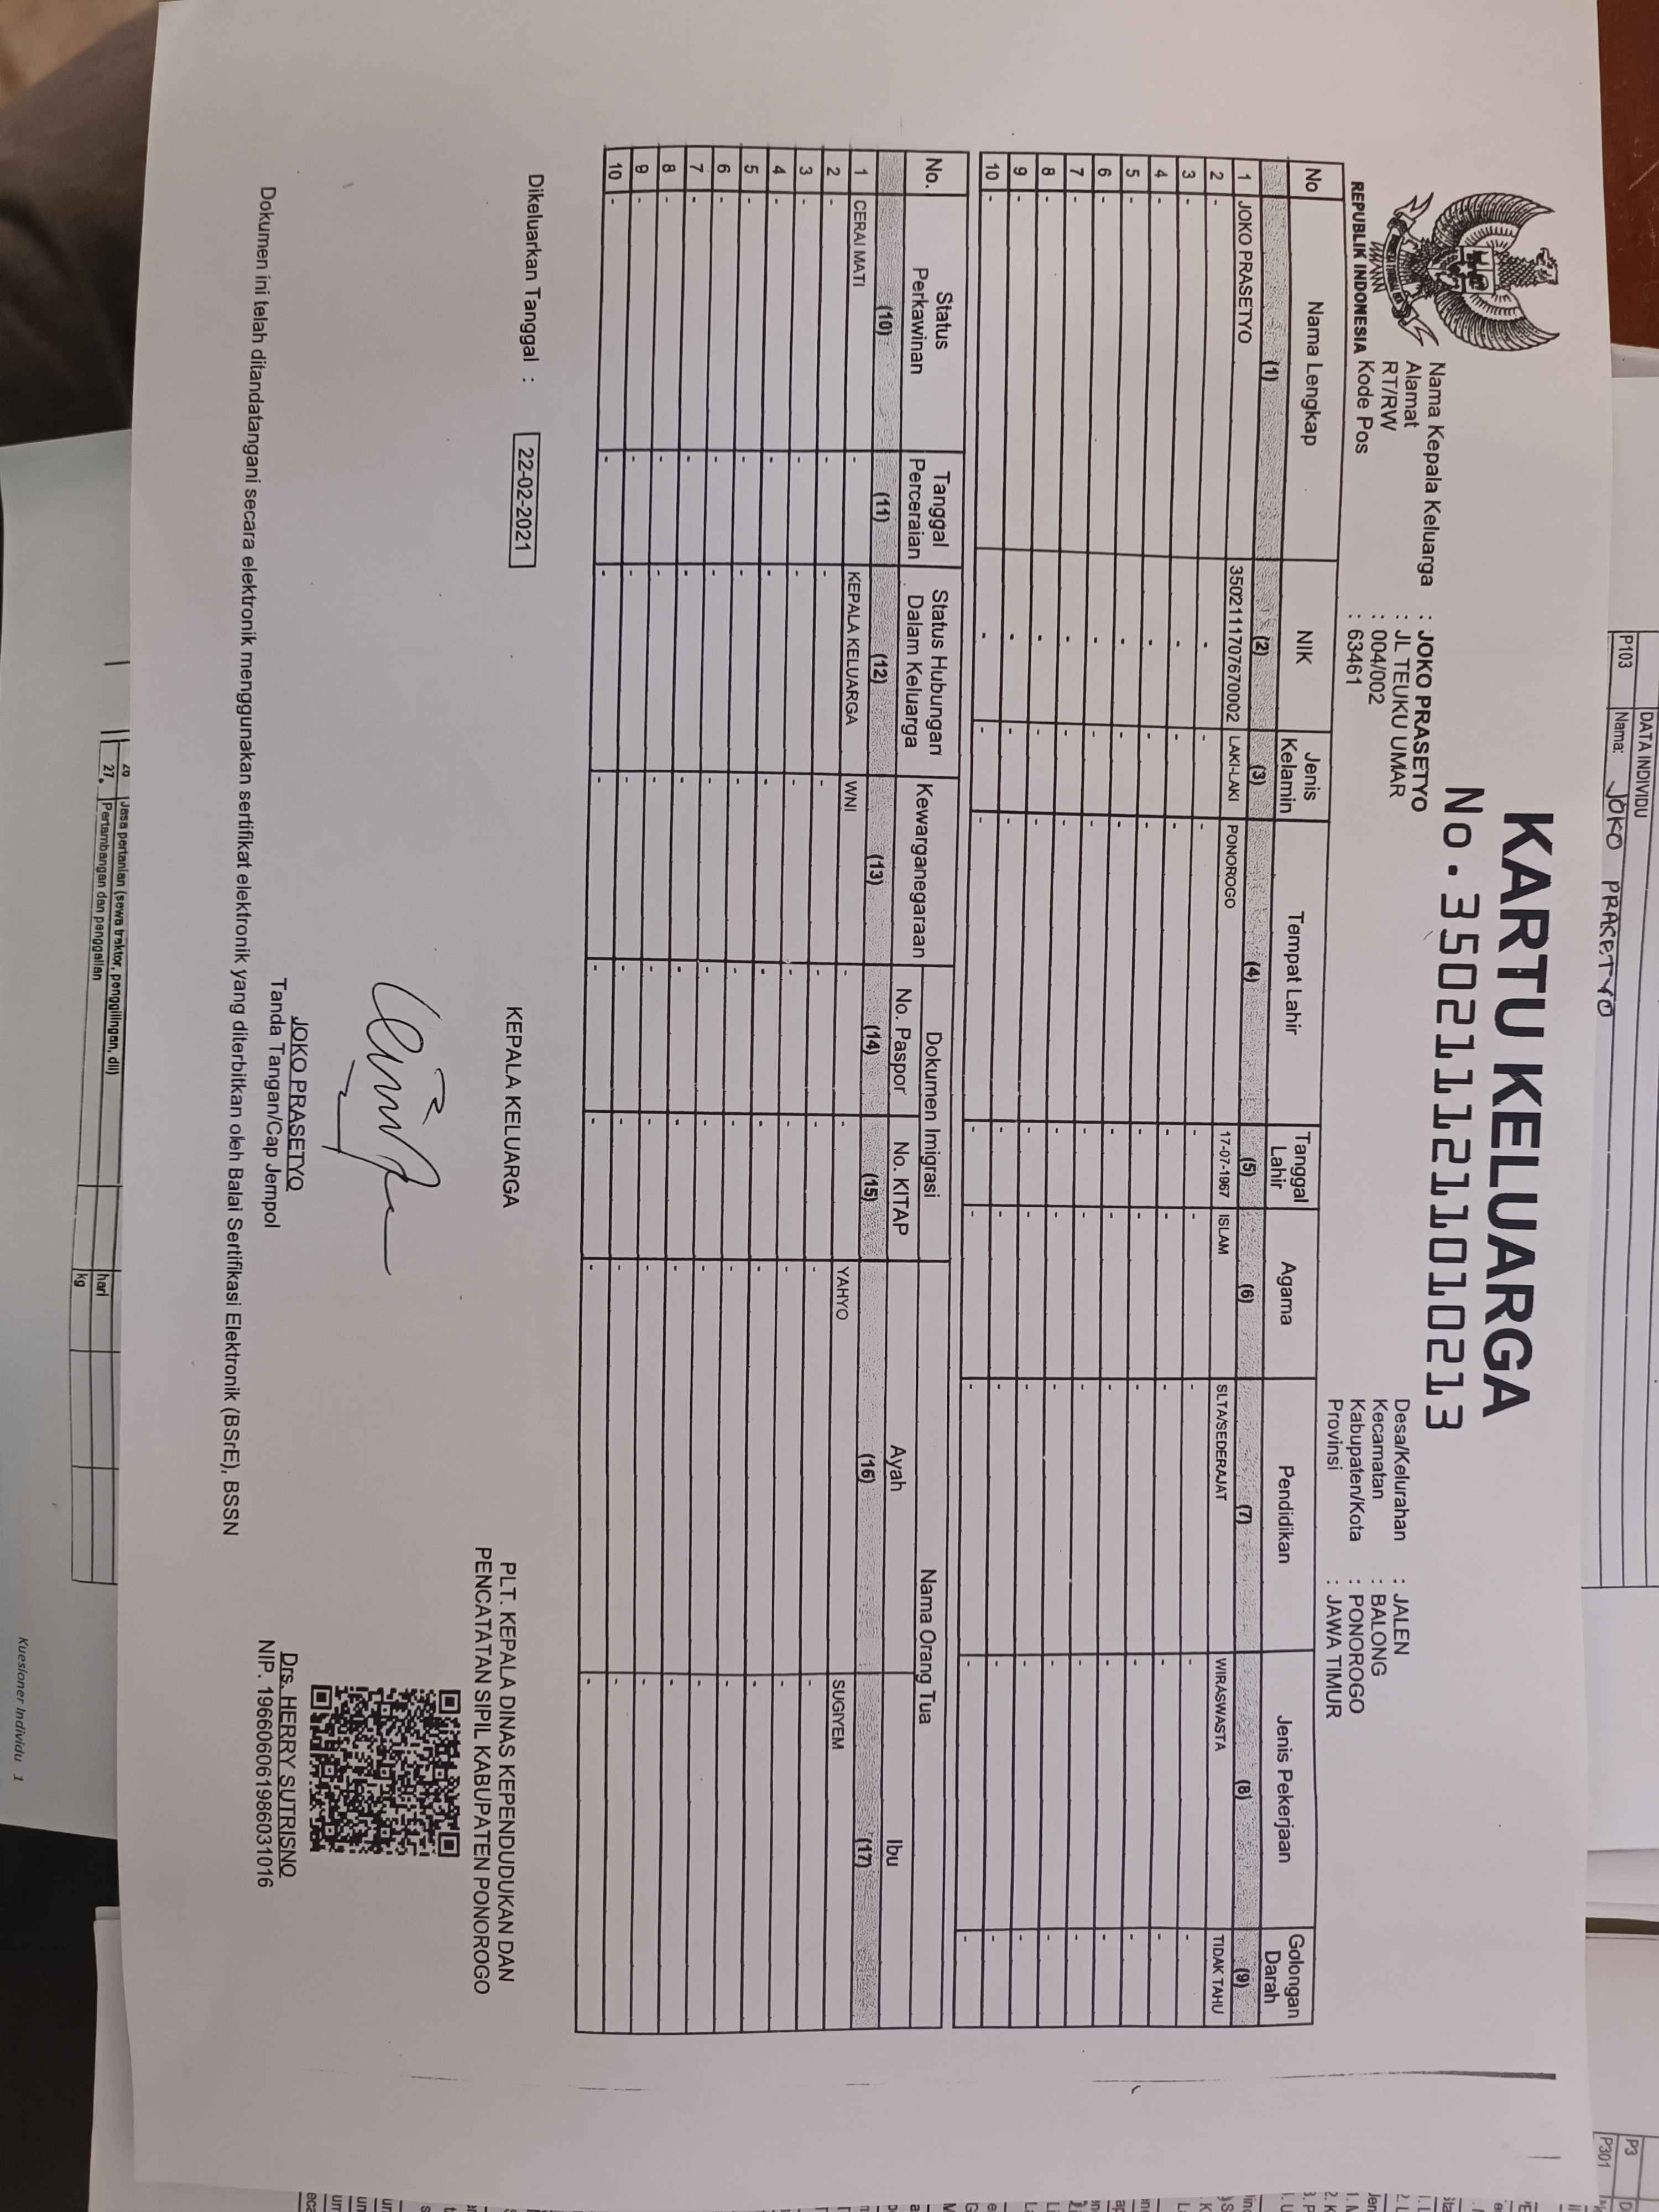 DATA INDIVIDU
P103 Nama: JOKO PRASETYO
KARTU KELUARGA
No. 3502111211010213
REPUBLIK INDONESIA
Nama Kepala Keluarga : JOKO PRASETYO
Alamat : JL TEUKU UMAR
RT/RW : 004/002
Kode Pos : 63461
Desa/Kelurahan : JALEN
Kecamatan : BALONG
Kabupaten/Kota : PONOROGO
Provinsi : JAWA TIMUR
No Nama Lengkap NIK Jenis Kelamin Tempat Lahir Tanggal Lahir Agama Pendidikan Jenis Pekerjaan Golongan Darah
(1) (2) (3) (4) (5) (6) (7) (8) (9)
1 JOKO PRASETYO 3502111707670002 LAKI-LAKI PONOROGO 17-07-1967 ISLAM SLTA/SEDERAJAT WIRASWASTA TIDAK TAHU
2 - - - - - - - - -
3 - - - - - - - - -
4 - - - - - - - - -
5 - - - - - - - - -
6 - - - - - - - - -
7 - - - - - - - - -
8 - - - - - - - - -
9 - - - - - - - - -
10 - - - - - - - - -
No. Status Perkawinan Tanggal Perceraian Status Hubungan Dalam Keluarga Kewarganegaraan Dokumen Imigrasi Nama Orang Tua
No. Paspor No. KITAP Ayah Ibu
(10) (11) (12) (13) (14) (15) (16) (17)
1 CERAI MATI - KEPALA KELUARGA WNI - - YAHYO SUGIYEM
2 - - - - - - - -
3 - - - - - - - -
4 - - - - - - - -
5 - - - - - - - -
6 - - - - - - - -
7 - - - - - - - -
8 - - - - - - - -
9 - - - - - - - -
10 - - - - - - - -
Dikeluarkan Tanggal : 22-02-2021
KEPALA KELUARGA
JOKO PRASETYO
Tanda Tangan/Cap Jempol
PLT. KEPALA DINAS KEPENDUDUKAN DAN
PENCATATAN SIPIL KABUPATEN PONOROGO
Drs. HERRY SUTRISNO
NIP. 196606061986031016
Dokumen ini telah ditandatangani secara elektronik menggunakan sertifikat elektronik yang diterbitkan oleh Balai Sertifikasi Elektronik (BSrE), BSSN
26 Jasa pertanian (sewa traktor, penggilingan, dll) hari
27. Pertambangan dan penggalian kg
Kuesioner Individu 1
P3
P301